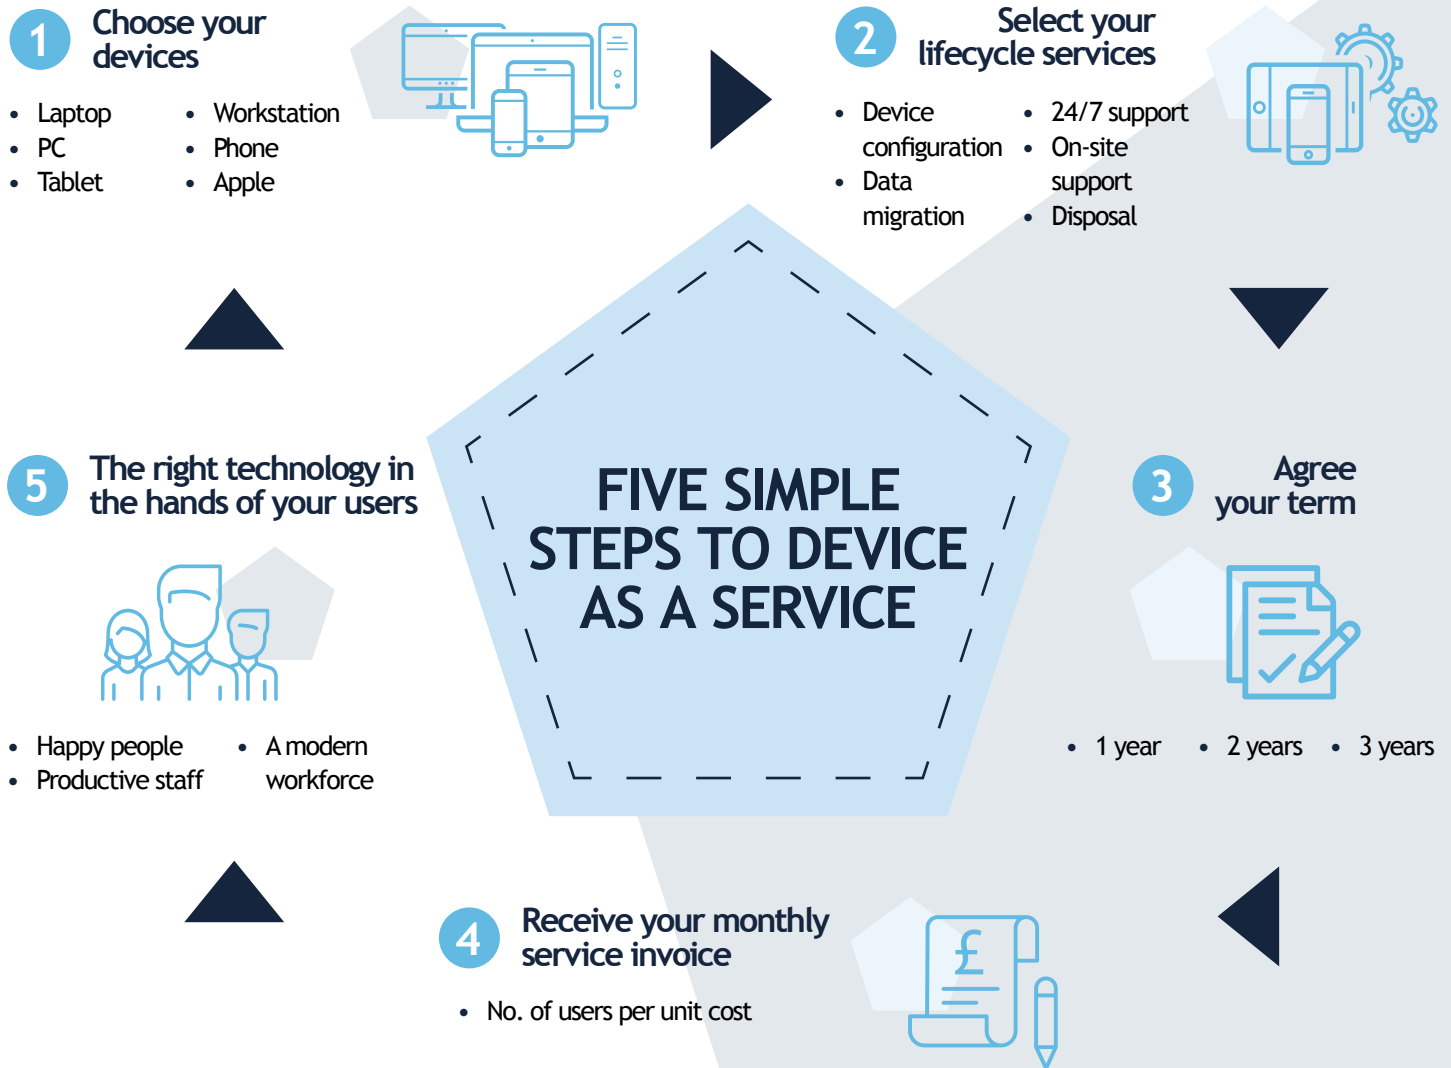 1
Choose your
devices
• Laptop
• PC
• Tablet
• Workstation
• Phone
• Apple
2
Select your
lifecycle services
• Device
configuration
• Data
migration
• 24/7 support
• On-site
support
• Disposal
FIVE SIMPLE
STEPS TO DEVICE
AS A SERVICE
3
Agree
your term
• 1 year
• 2 years
• 3 years
4
Receive your monthly
service invoice
• No. of users per unit cost
£
5
The right technology in
the hands of your users
• Happy people
• Productive staff
• A modern
workforce